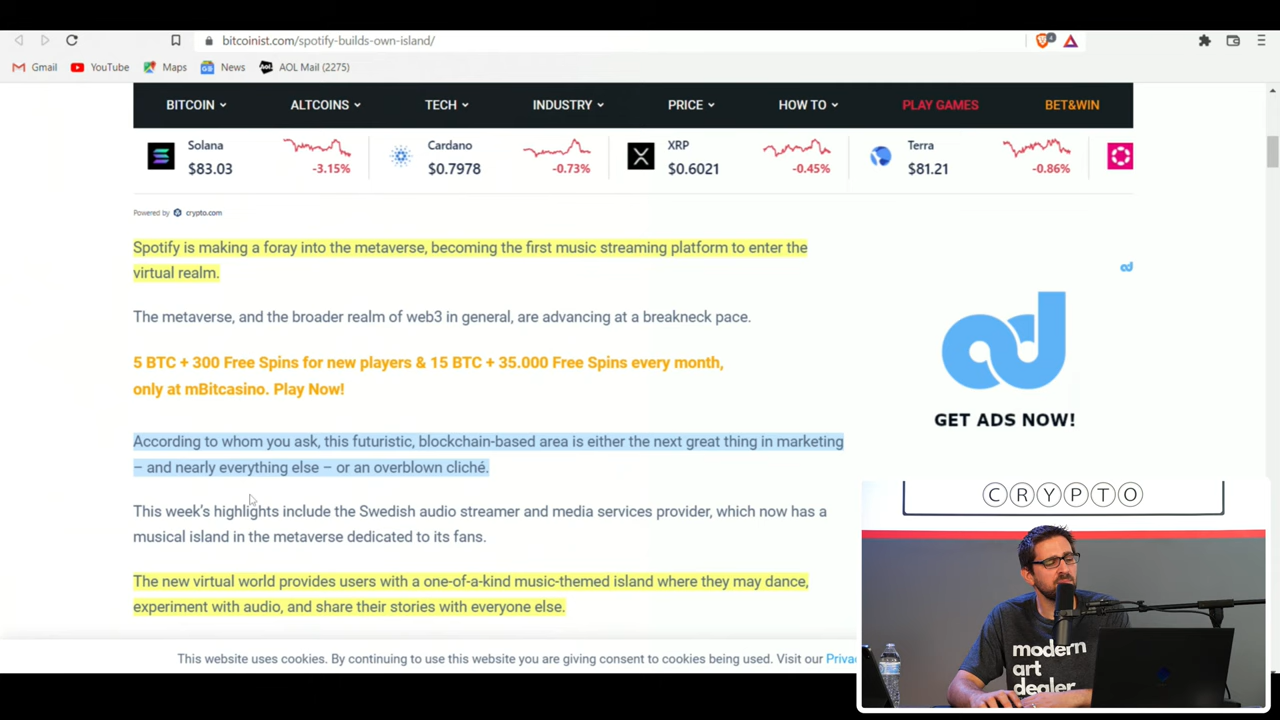 bitcoinist.com/spotify-builds-own-island/
4
Gmail YouTube Maps News AOL Mail (2275)
BITCOIN ALTCOINS TECH INDUSTRY PRICE HOW TO PLAY GAMES BET&WIN
Solana Cardano XRP Terra
$83.03 -3.15% $0.7978 -0.73% $0.6021 -0.45% $81.21 -0.86%
Powered by crypto.com
Spotify is making a foray into the metaverse, becoming the first music streaming platform to enter the
virtual realm.
The metaverse, and the broader realm of web3 in general, are advancing at a breakneck pace.
5 BTC + 300 Free Spins for new players & 15 BTC + 35.000 Free Spins every month,
only at mBitcasino. Play Now!
According to whom you ask, this futuristic, blockchain-based area is either the next great thing in marketing
– and nearly everything else – or an overblown cliché.
This week's highlights include the Swedish audio streamer and media services provider, which now has a
musical island in the metaverse dedicated to its fans.
The new virtual world provides users with a one-of-a-kind music-themed island where they may dance,
experiment with audio, and share their stories with everyone else.
This website uses cookies. By continuing to use this website you are giving consent to cookies being used. Visit our Priva
GET ADS NOW!
CRYPTO
modern
art
dealer